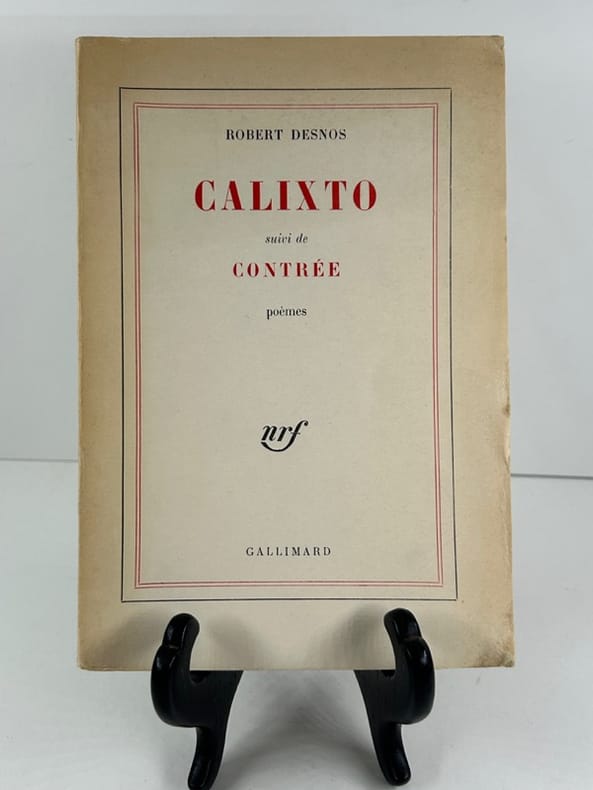 ROBERT DESNOS
CALIXTO
suivi de
CONTRÉE
poèmes
nrf
GALLIMARD